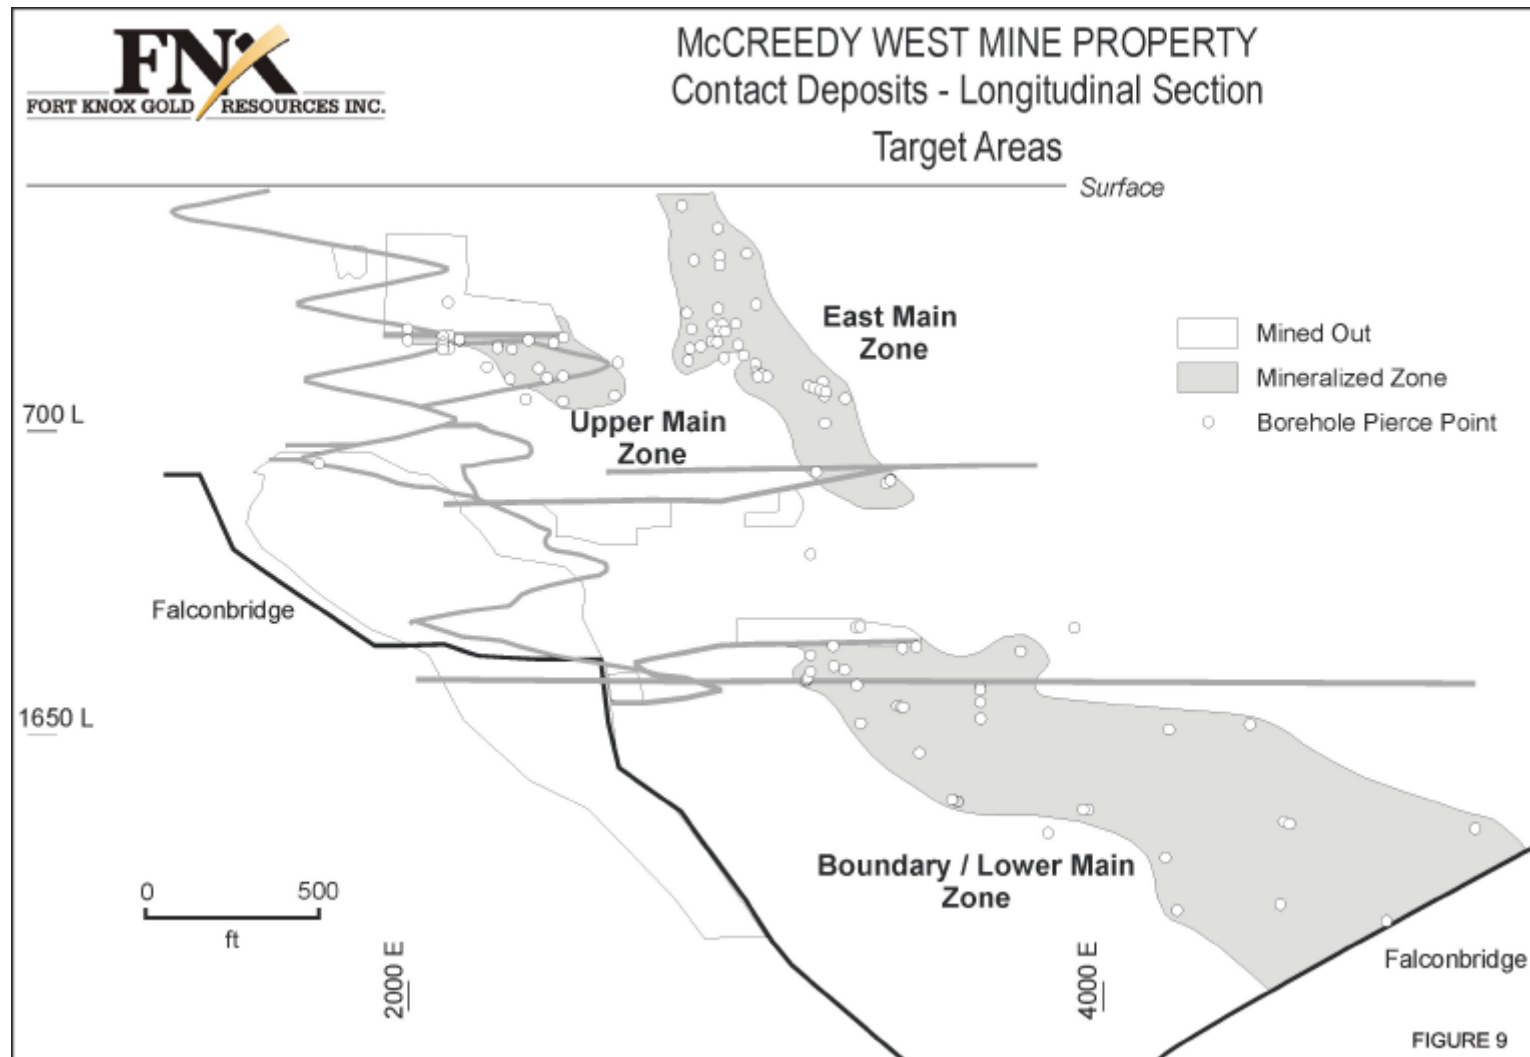 FNX
FORT KNOX GOLD RESOURCES INC.
McCREEDY WEST MINE PROPERTY
Contact Deposits - Longitudinal Section
Target Areas
Surface
East Main
Zone
Mined Out
Mineralized Zone
Borehole Pierce Point
700 L
Upper Main
Zone
Falconbridge
1650 L
Boundary / Lower Main
Zone
0 500
ft
2000 E
4000 E
Falconbridge
FIGURE 9